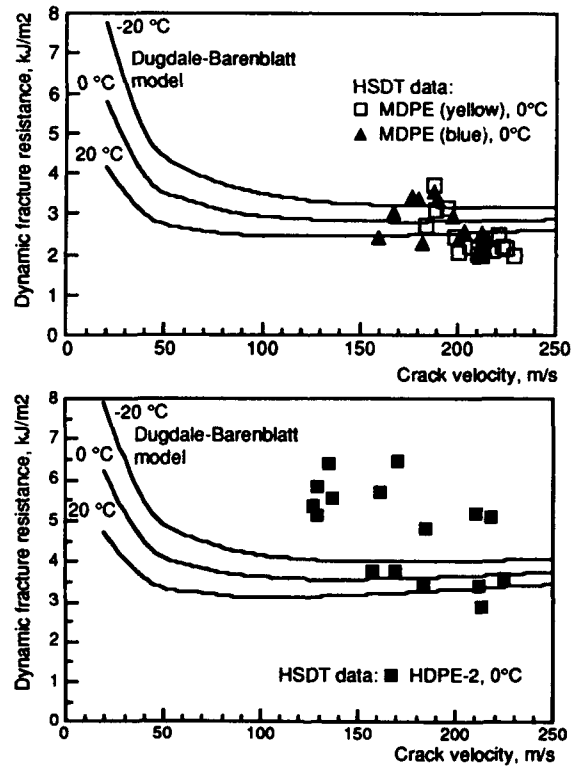 Dynamic fracture resistance, kJ/m2
8
7
6
5
4
3
2
1
0
-20 °C
Dugdale-Barenblatt
model
0 °C
20 °C
HSDT data:
□ MDPE (yellow), 0°C
▲ MDPE (blue), 0°C
0 50 100 150 200 250
Crack velocity, m/s
Dynamic fracture resistance, kJ/m2
8
7
6
5
4
3
2
1
0
-20 °C
Dugdale-Barenblatt
model
0 °C
20 °C
HSDT data: ■ HDPE-2, 0°C
0 50 100 150 200 250
Crack velocity, m/s